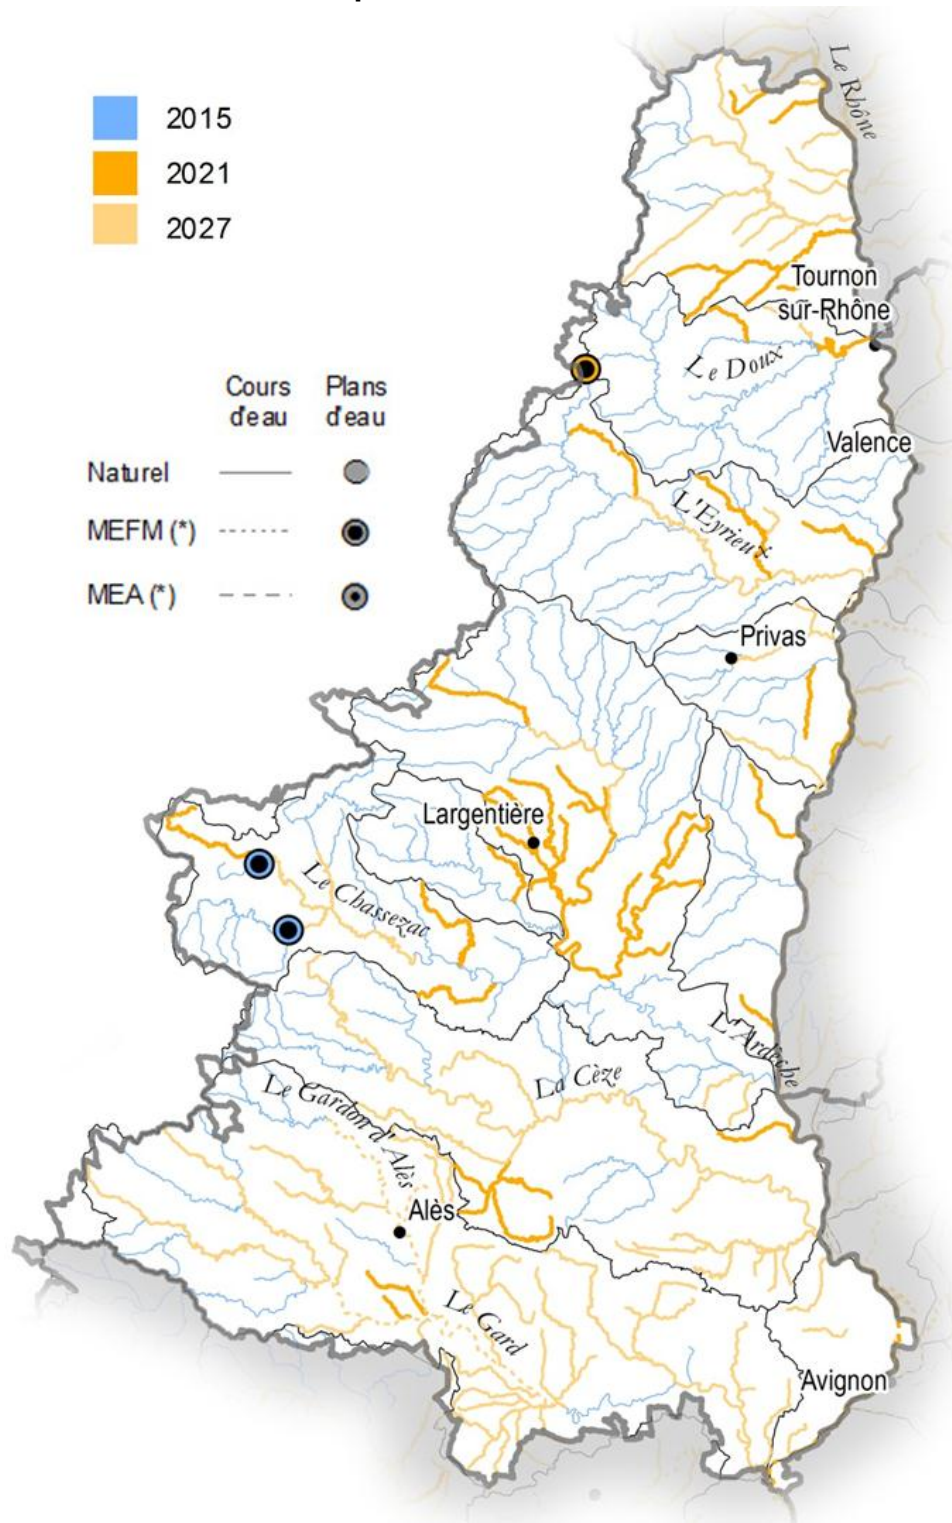 2015
2021
2027
Cours
d'eau
Plans
d'eau
Naturel
MEFM (*)
MEA (*)
Le Rhône
Tournon
sur-Rhône
Le Doux
Valence
L'Eyrieux
Privas
Largentière
Le Chassezac
L'Ardèche
La Cèze
Le Gardon d'Alès
Alès
Le Gard
Avignon